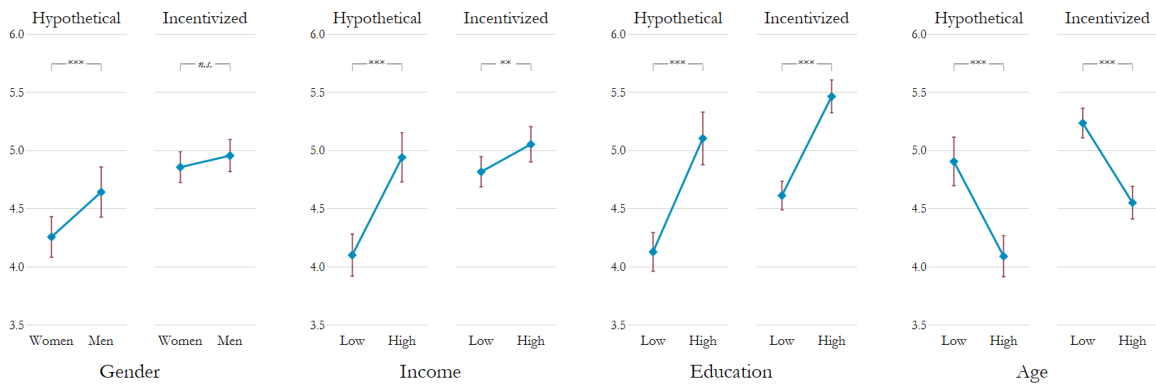 Hypothetical Incentivized Hypothetical Incentivized Hypothetical Incentivized Hypothetical Incentivized
6.0 6.0 6.0 6.0
*** n.s. *** ** *** *** *** ***
5.5 5.5 5.5 5.5
5.0 5.0 5.0 5.0
4.5 4.5 4.5 4.5
4.0 4.0 4.0 4.0
3.5 3.5 3.5 3.5
Women Men Women Men Low High Low High Low High Low High Low High Low High
Gender Income Education Age